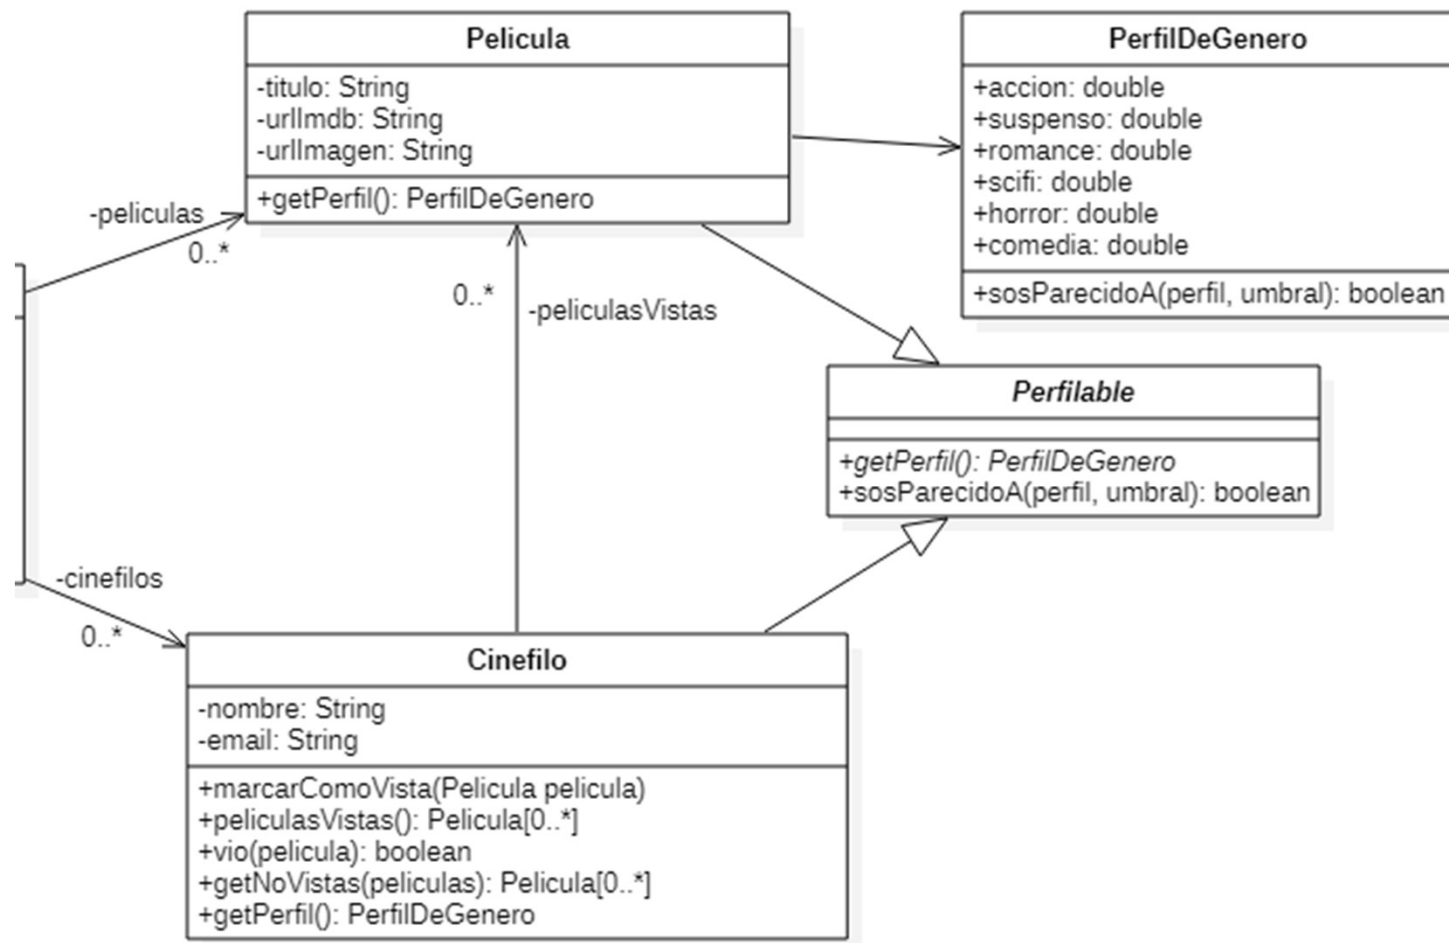 Pelicula
-titulo: String
-urlImdb: String
-urlImagen: String
+getPerfil(): PerfilDeGenero
PerfilDeGenero
+accion: double
+suspenso: double
+romance: double
+scifi: double
+horror: double
+comedia: double
+sosParecidoA(perfil, umbral): boolean
-peliculas
0..*
0..*
-peliculasVistas
Perfilable
+getPerfil(): PerfilDeGenero
+sosParecidoA(perfil, umbral): boolean
-cinefilos
0..*
Cinefilo
-nombre: String
-email: String
+marcarComoVista(Pelicula pelicula)
+peliculasVistas(): Pelicula[0..*]
+vio(pelicula): boolean
+getNoVistas(peliculas): Pelicula[0..*]
+getPerfil(): PerfilDeGenero